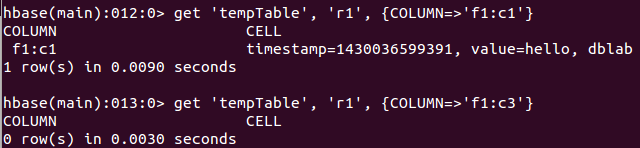 hbase(main):012:0> get 'tempTable', 'r1', {COLUMN=>'f1:c1'}
COLUMN CELL
f1:c1 timestamp=1430036599391, value=hello, dblab
1 row(s) in 0.0090 seconds
hbase(main):013:0> get 'tempTable', 'r1', {COLUMN=>'f1:c3'}
COLUMN CELL
0 row(s) in 0.0030 seconds